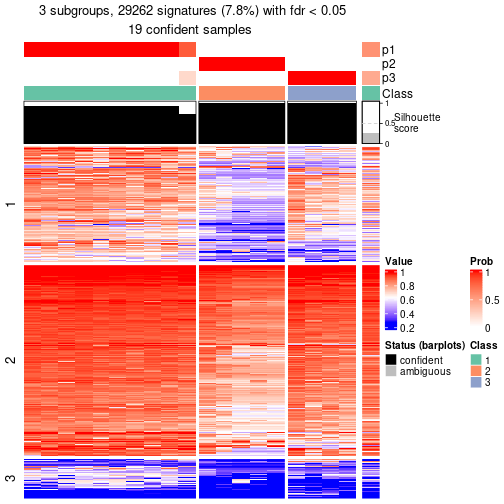 3 subgroups, 29262 signatures (7.8%) with fdr < 0.05
19 confident samples
p1
p2
p3
Class
1
0.5
0
Silhouette
score
1
2
3
Value
1
0.8
0.6
0.4
0.2
Prob
1
0.5
0
Status (barplots)
confident
ambiguous
Class
1
2
3